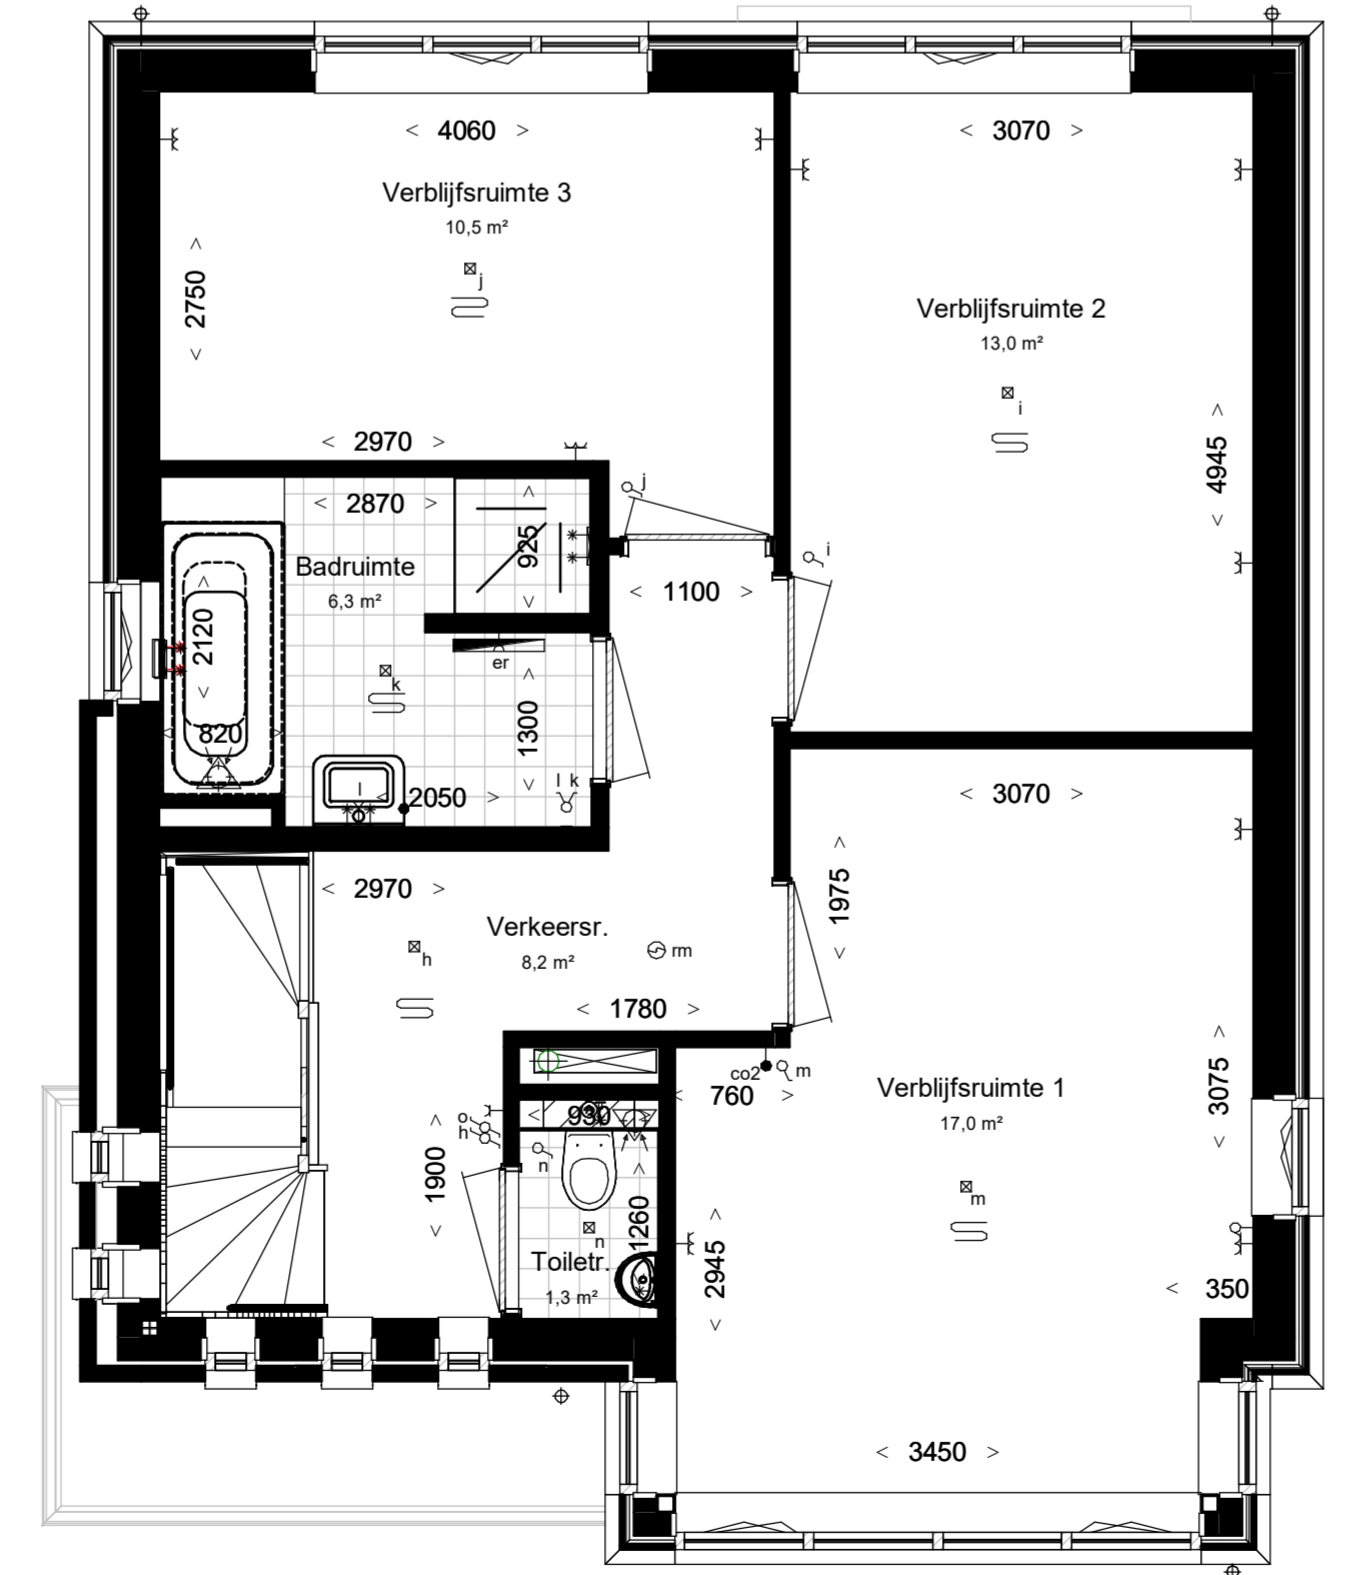 < 4060 >
< 3070 >
Verblijfsruimte 3
10,5 m²
j
< 2750 >
Verblijfsruimte 2
13,0 m²
i
< 4945 >
< 2970 >
< 2870 >
j
< 925 >
Badruimte
6,3 m²
i
< 1100 >
< 2120 >
er
k
< 1300 >
< 820 >
l
l k
< 2050 >
< 3070 >
< 1975 >
< 2970 >
Verkeersr.
8,2 m²
h
rm
< 1780 >
co2
m
< 760 >
Verblijfsruimte 1
17,0 m²
< 3075 >
< 930 >
o
h
n
< 1900 >
m
< 1260 >
n
Toiletr.
1,3 m²
< 2945 >
< 350
< 3450 >